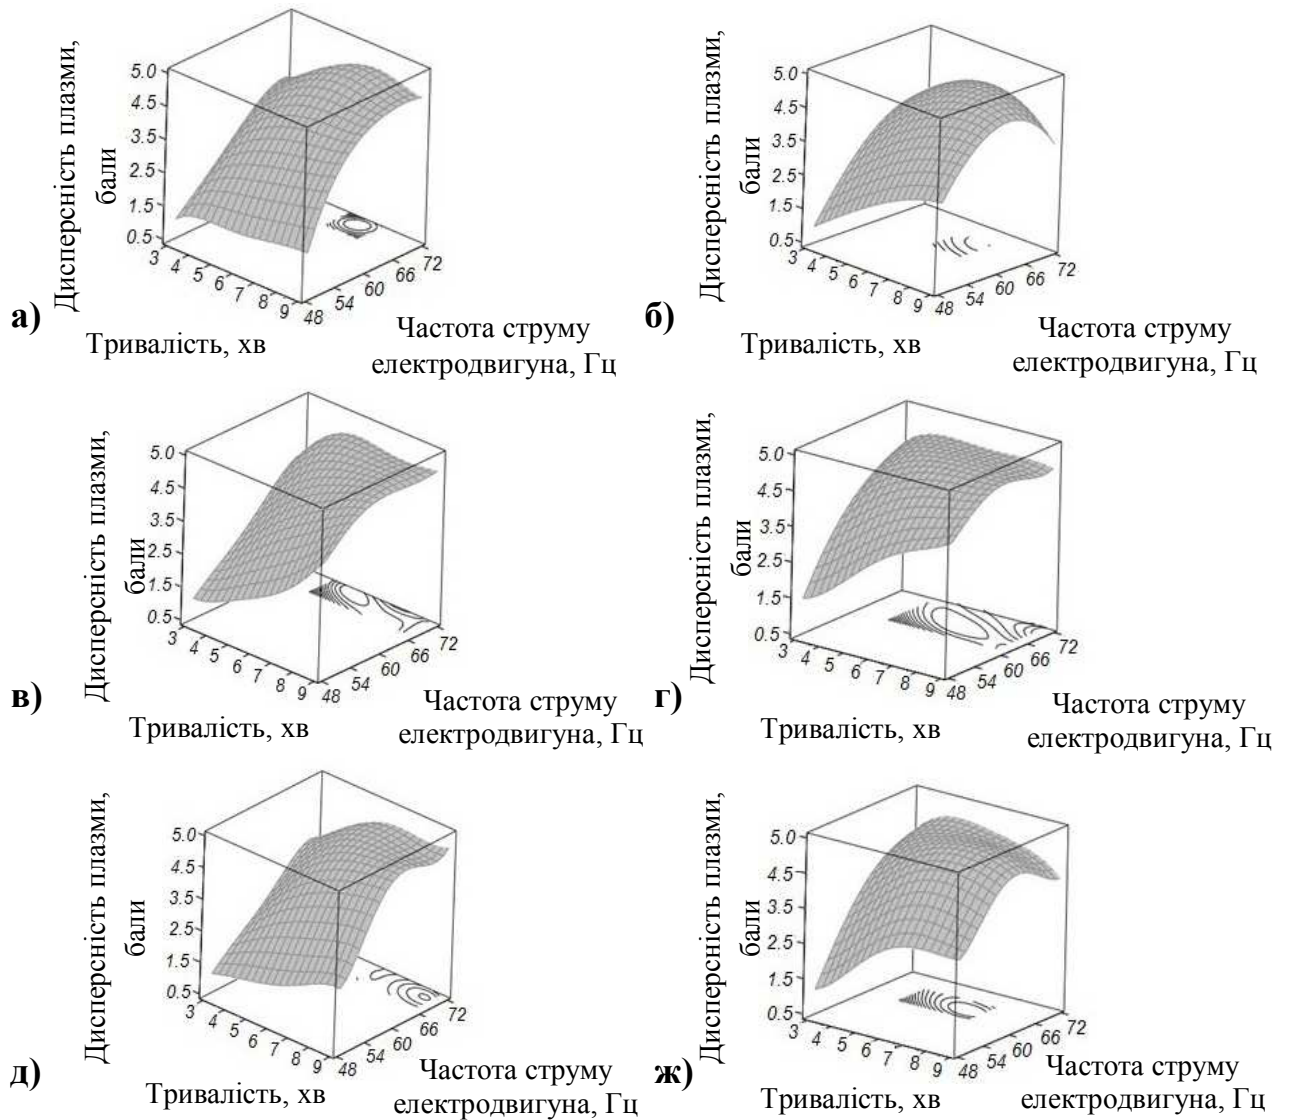 Дисперсність плазми,
бали
5.0
4.5
3.5
2.5
1.5
0.5
3 4 5 6 7 8 9
48 54 60 66 72
а)
Тривалість, хв
Частота струму
електродвигуна, Гц
Дисперсність плазми,
бали
5.0
4.5
3.5
2.5
1.5
0.5
3 4 5 6 7 8 9
48 54 60 66 72
б)
Тривалість, хв
Частота струму
електродвигуна, Гц
Дисперсність плазми,
бали
5.0
4.5
3.5
2.5
1.5
0.5
3 4 5 6 7 8 9
48 54 60 66 72
в)
Тривалість, хв
Частота струму
електродвигуна, Гц
Дисперсність плазми,
бали
5.0
4.5
3.5
2.5
1.5
0.5
3 4 5 6 7 8 9
48 54 60 66 72
г)
Тривалість, хв
Частота струму
електродвигуна, Гц
Дисперсність плазми,
бали
5.0
4.5
3.5
2.5
1.5
0.5
3 4 5 6 7 8 9
48 54 60 66 72
д)
Тривалість, хв
Частота струму
електродвигуна, Гц
Дисперсність плазми,
бали
5.0
4.5
3.5
2.5
1.5
0.5
3 4 5 6 7 8 9
48 54 60 66 72
ж)
Тривалість, хв
Частота струму
електродвигуна, Гц